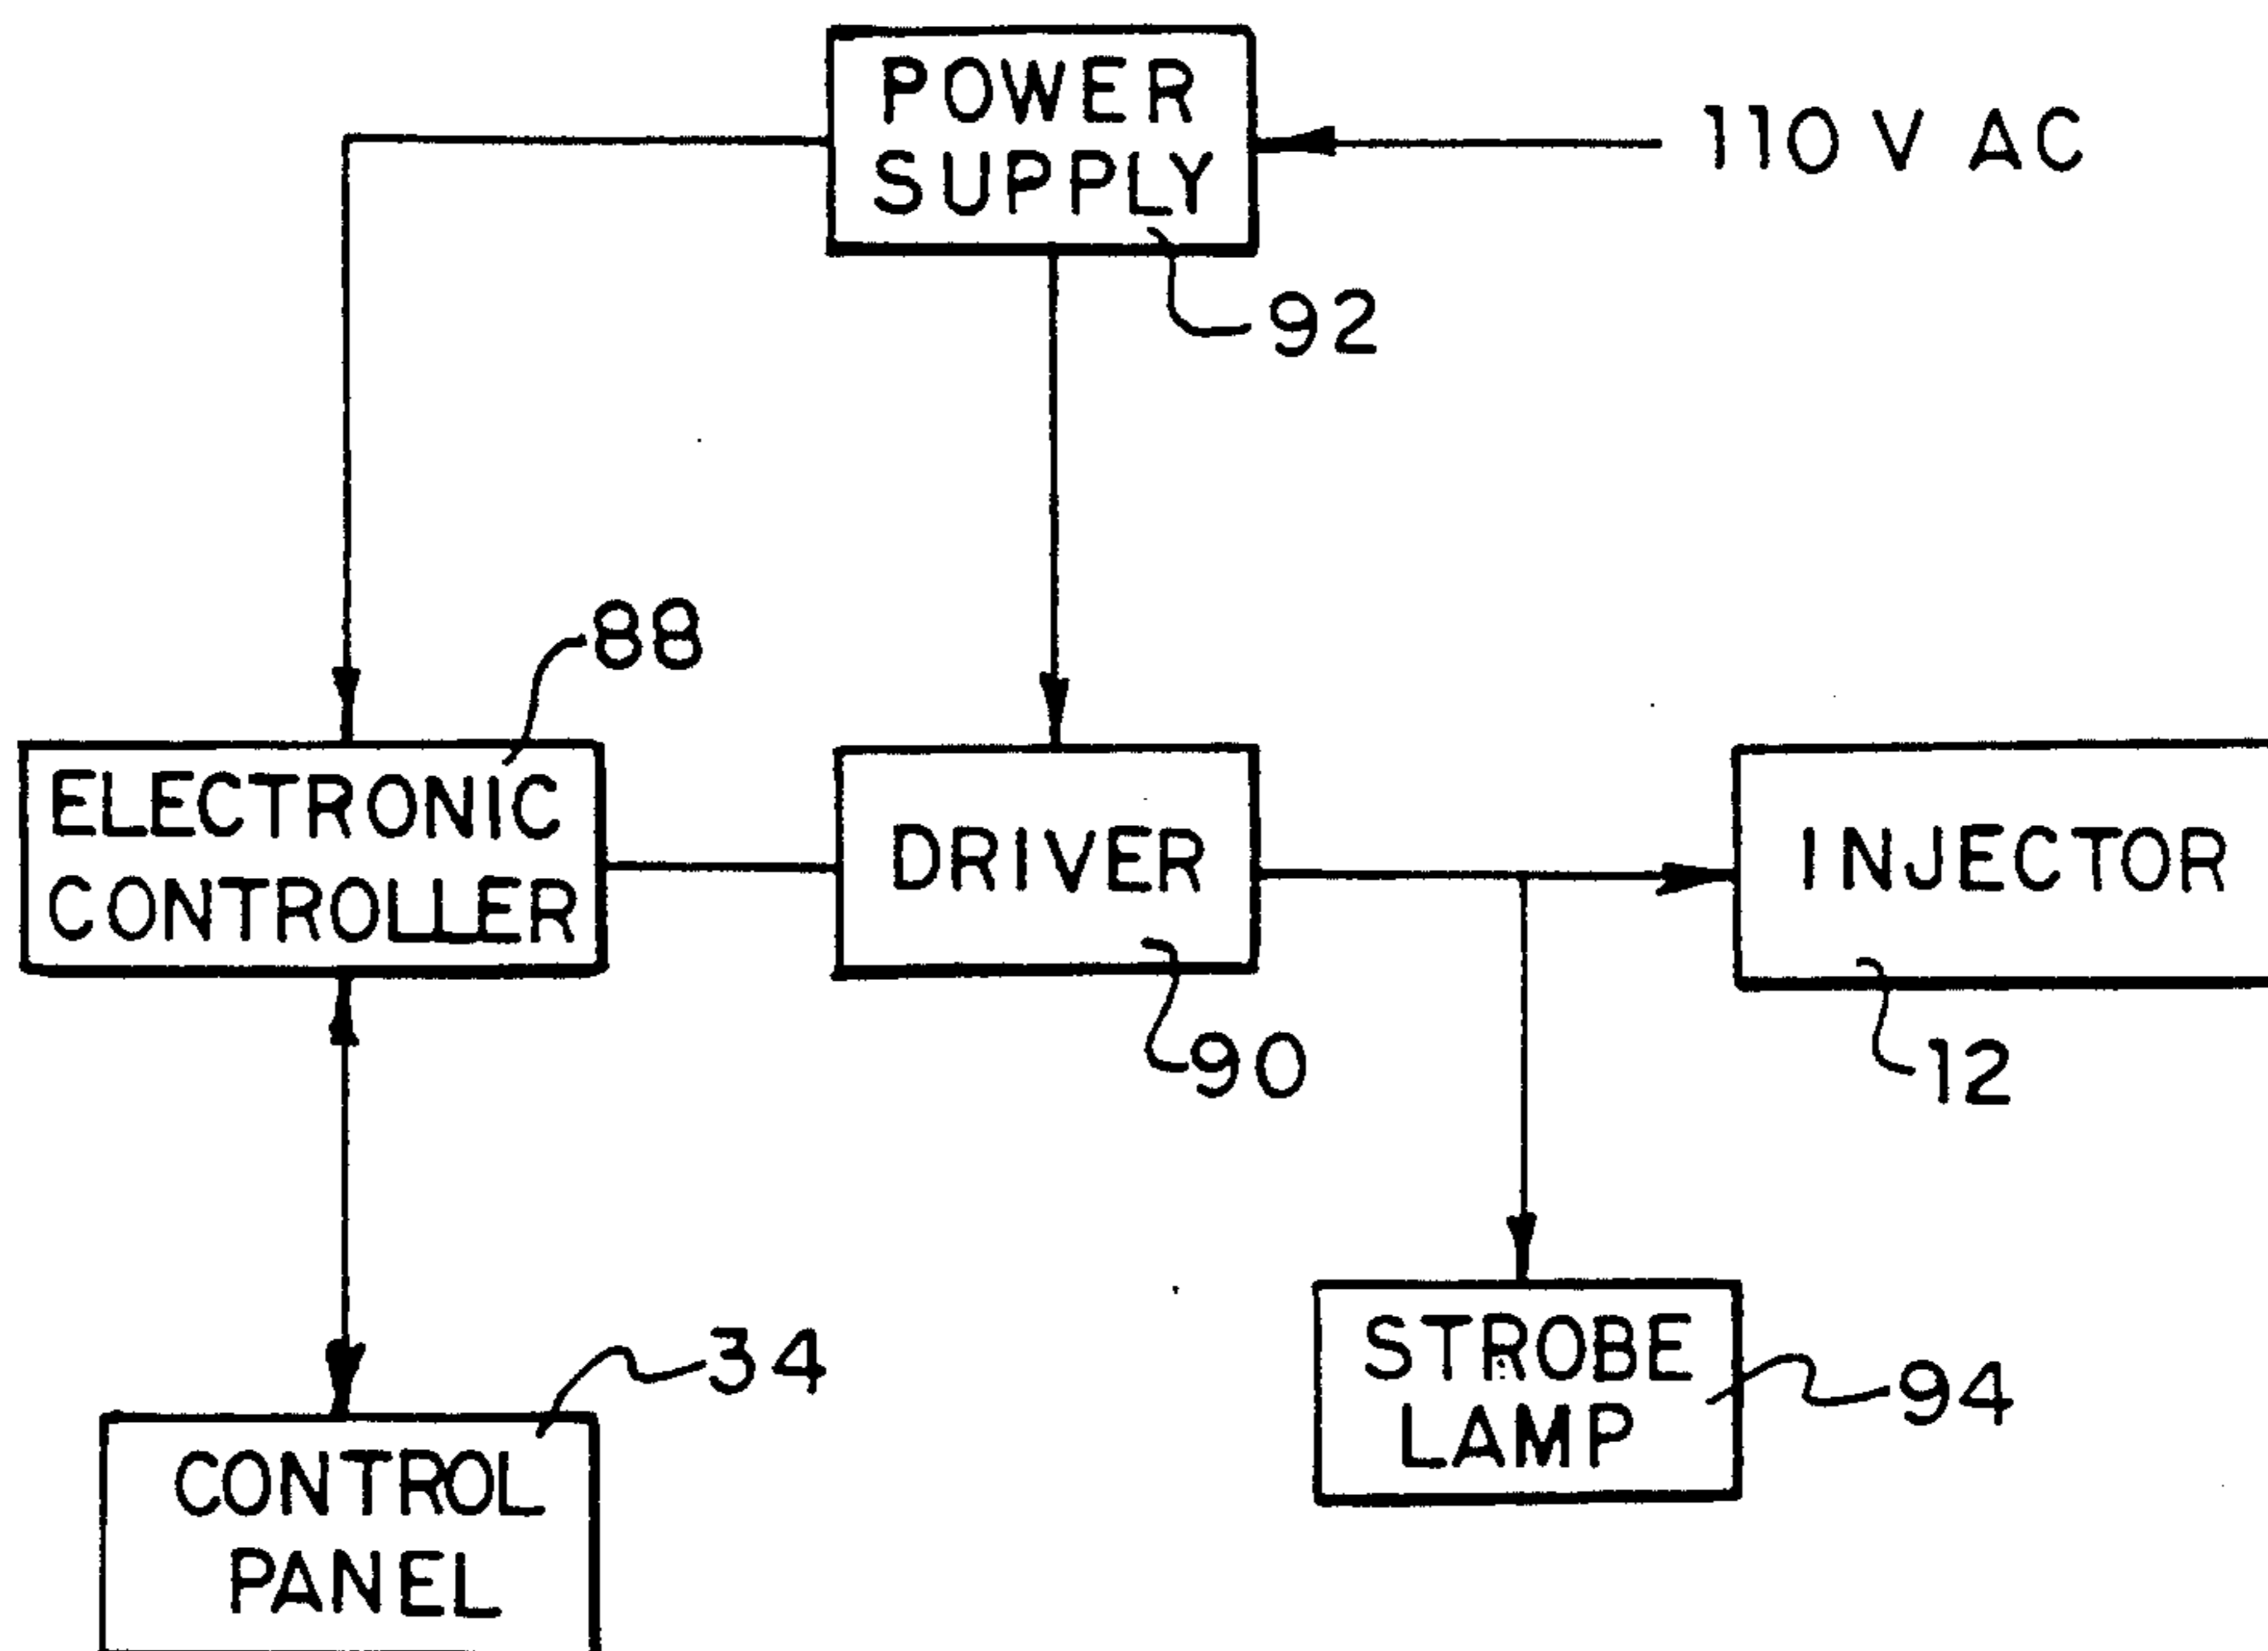 POWER
SUPPLY
110 V AC
92
88
ELECTRONIC
CONTROLLER
DRIVER
INJECTOR
90
12
34
CONTROL
PANEL
STROBE
LAMP
94